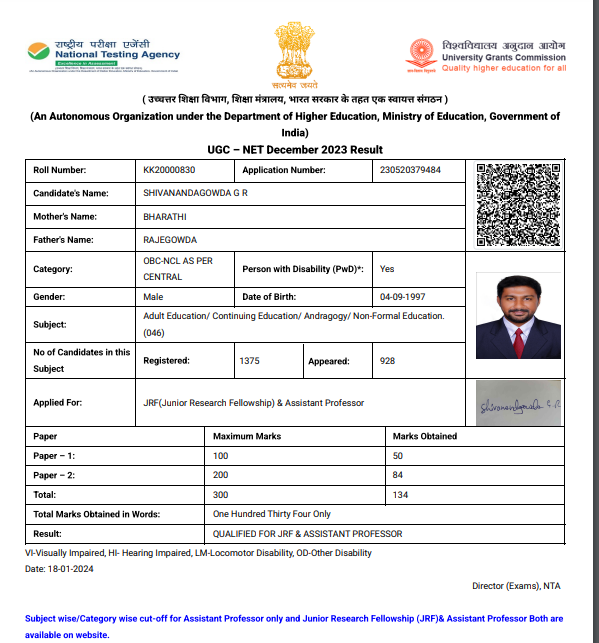 राष्ट्रीय परीक्षा एजेंसी
National Testing Agency
Excellence in Assessment
सत्यमेव जयते
विश्वविद्यालय अनुदान आयोग
University Grants Commission
Quality higher education for all
( उच्चत्तर शिक्षा विभाग, शिक्षा मंत्रालय, भारत सरकार के तहत एक स्वायत्त संगठन )
(An Autonomous Organization under the Department of Higher Education, Ministry of Education, Government of
India)
UGC – NET December 2023 Result
Roll Number: KK20000830 Application Number: 230520379484
Candidate's Name: SHIVANANDAGOWDA G R
Mother's Name: BHARATHI
Father's Name: RAJEGOWDA
Category: OBC-NCL AS PER
CENTRAL Person with Disability (PwD)*: Yes
Gender: Male Date of Birth: 04-09-1997
Subject: Adult Education/ Continuing Education/ Andragogy/ Non-Formal Education.
(046)
No of Candidates in this
Subject Registered: 1375 Appeared: 928
Applied For: JRF(Junior Research Fellowship) & Assistant Professor
Paper Maximum Marks Marks Obtained
Paper – 1: 100 50
Paper – 2: 200 84
Total: 300 134
Total Marks Obtained in Words: One Hundred Thirty Four Only
Result: QUALIFIED FOR JRF & ASSISTANT PROFESSOR
VI-Visually Impaired, HI- Hearing Impaired, LM-Locomotor Disability, OD-Other Disability
Date: 18-01-2024
Director (Exams), NTA
Subject wise/Category wise cut-off for Assistant Professor only and Junior Research Fellowship (JRF)& Assistant Professor Both are
available on website.